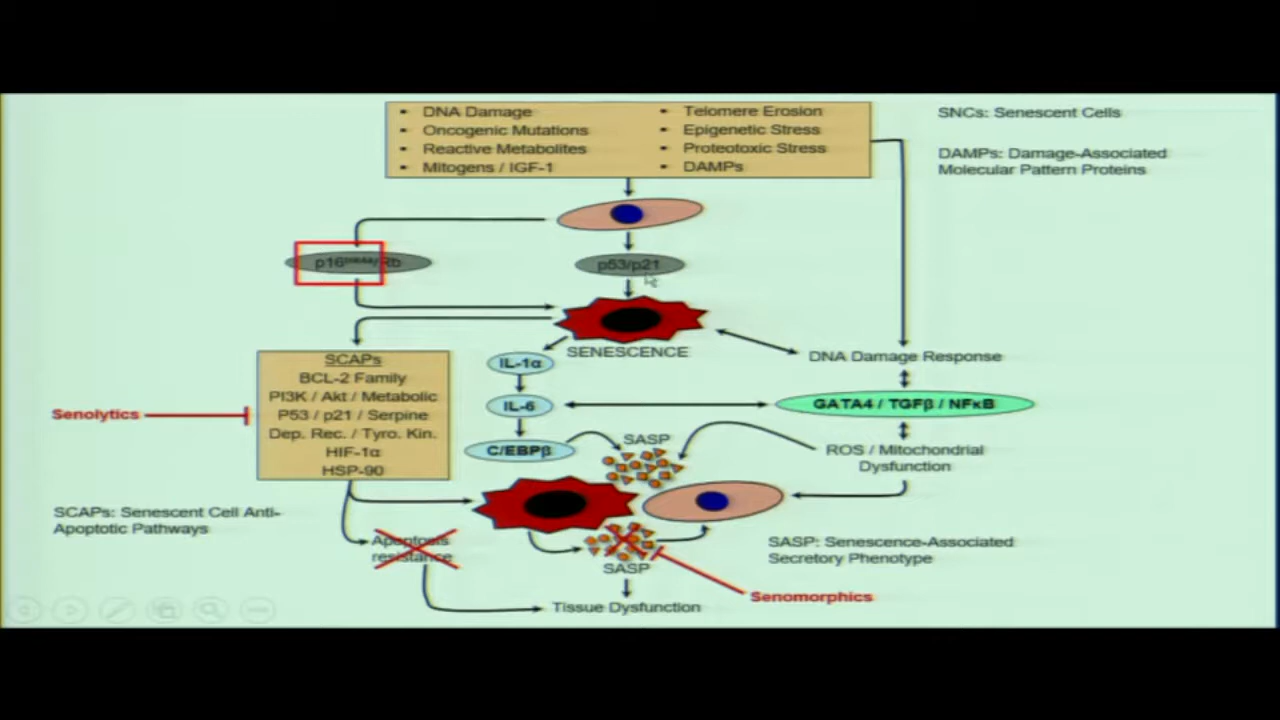 DNA Damage
Oncogenic Mutations
Reactive Metabolites
Mitogens / IGF-1
Telomere Erosion
Epigenetic Stress
Proteotoxic Stress
DAMPs
SNCs: Senescent Cells
DAMPs: Damage-Associated
Molecular Pattern Proteins
p16INK4a/Rb
p53/p21
SENESCENCE
DNA Damage Response
IL-1α
IL-6
C/EBPβ
GATA4 / TGFβ / NFκB
SCAPs
BCL-2 Family
PI3K / Akt / Metabolic
P53 / p21 / Serpine
Dep. Rec. / Tyro. Kin.
HIF-1α
HSP-90
Senolytics
SASP
ROS / Mitochondrial
Dysfunction
SCAPs: Senescent Cell Anti-
Apoptotic Pathways
Apoptosis
resistance
SASP
SASP: Senescence-Associated
Secretory Phenotype
Senomorphics
Tissue Dysfunction